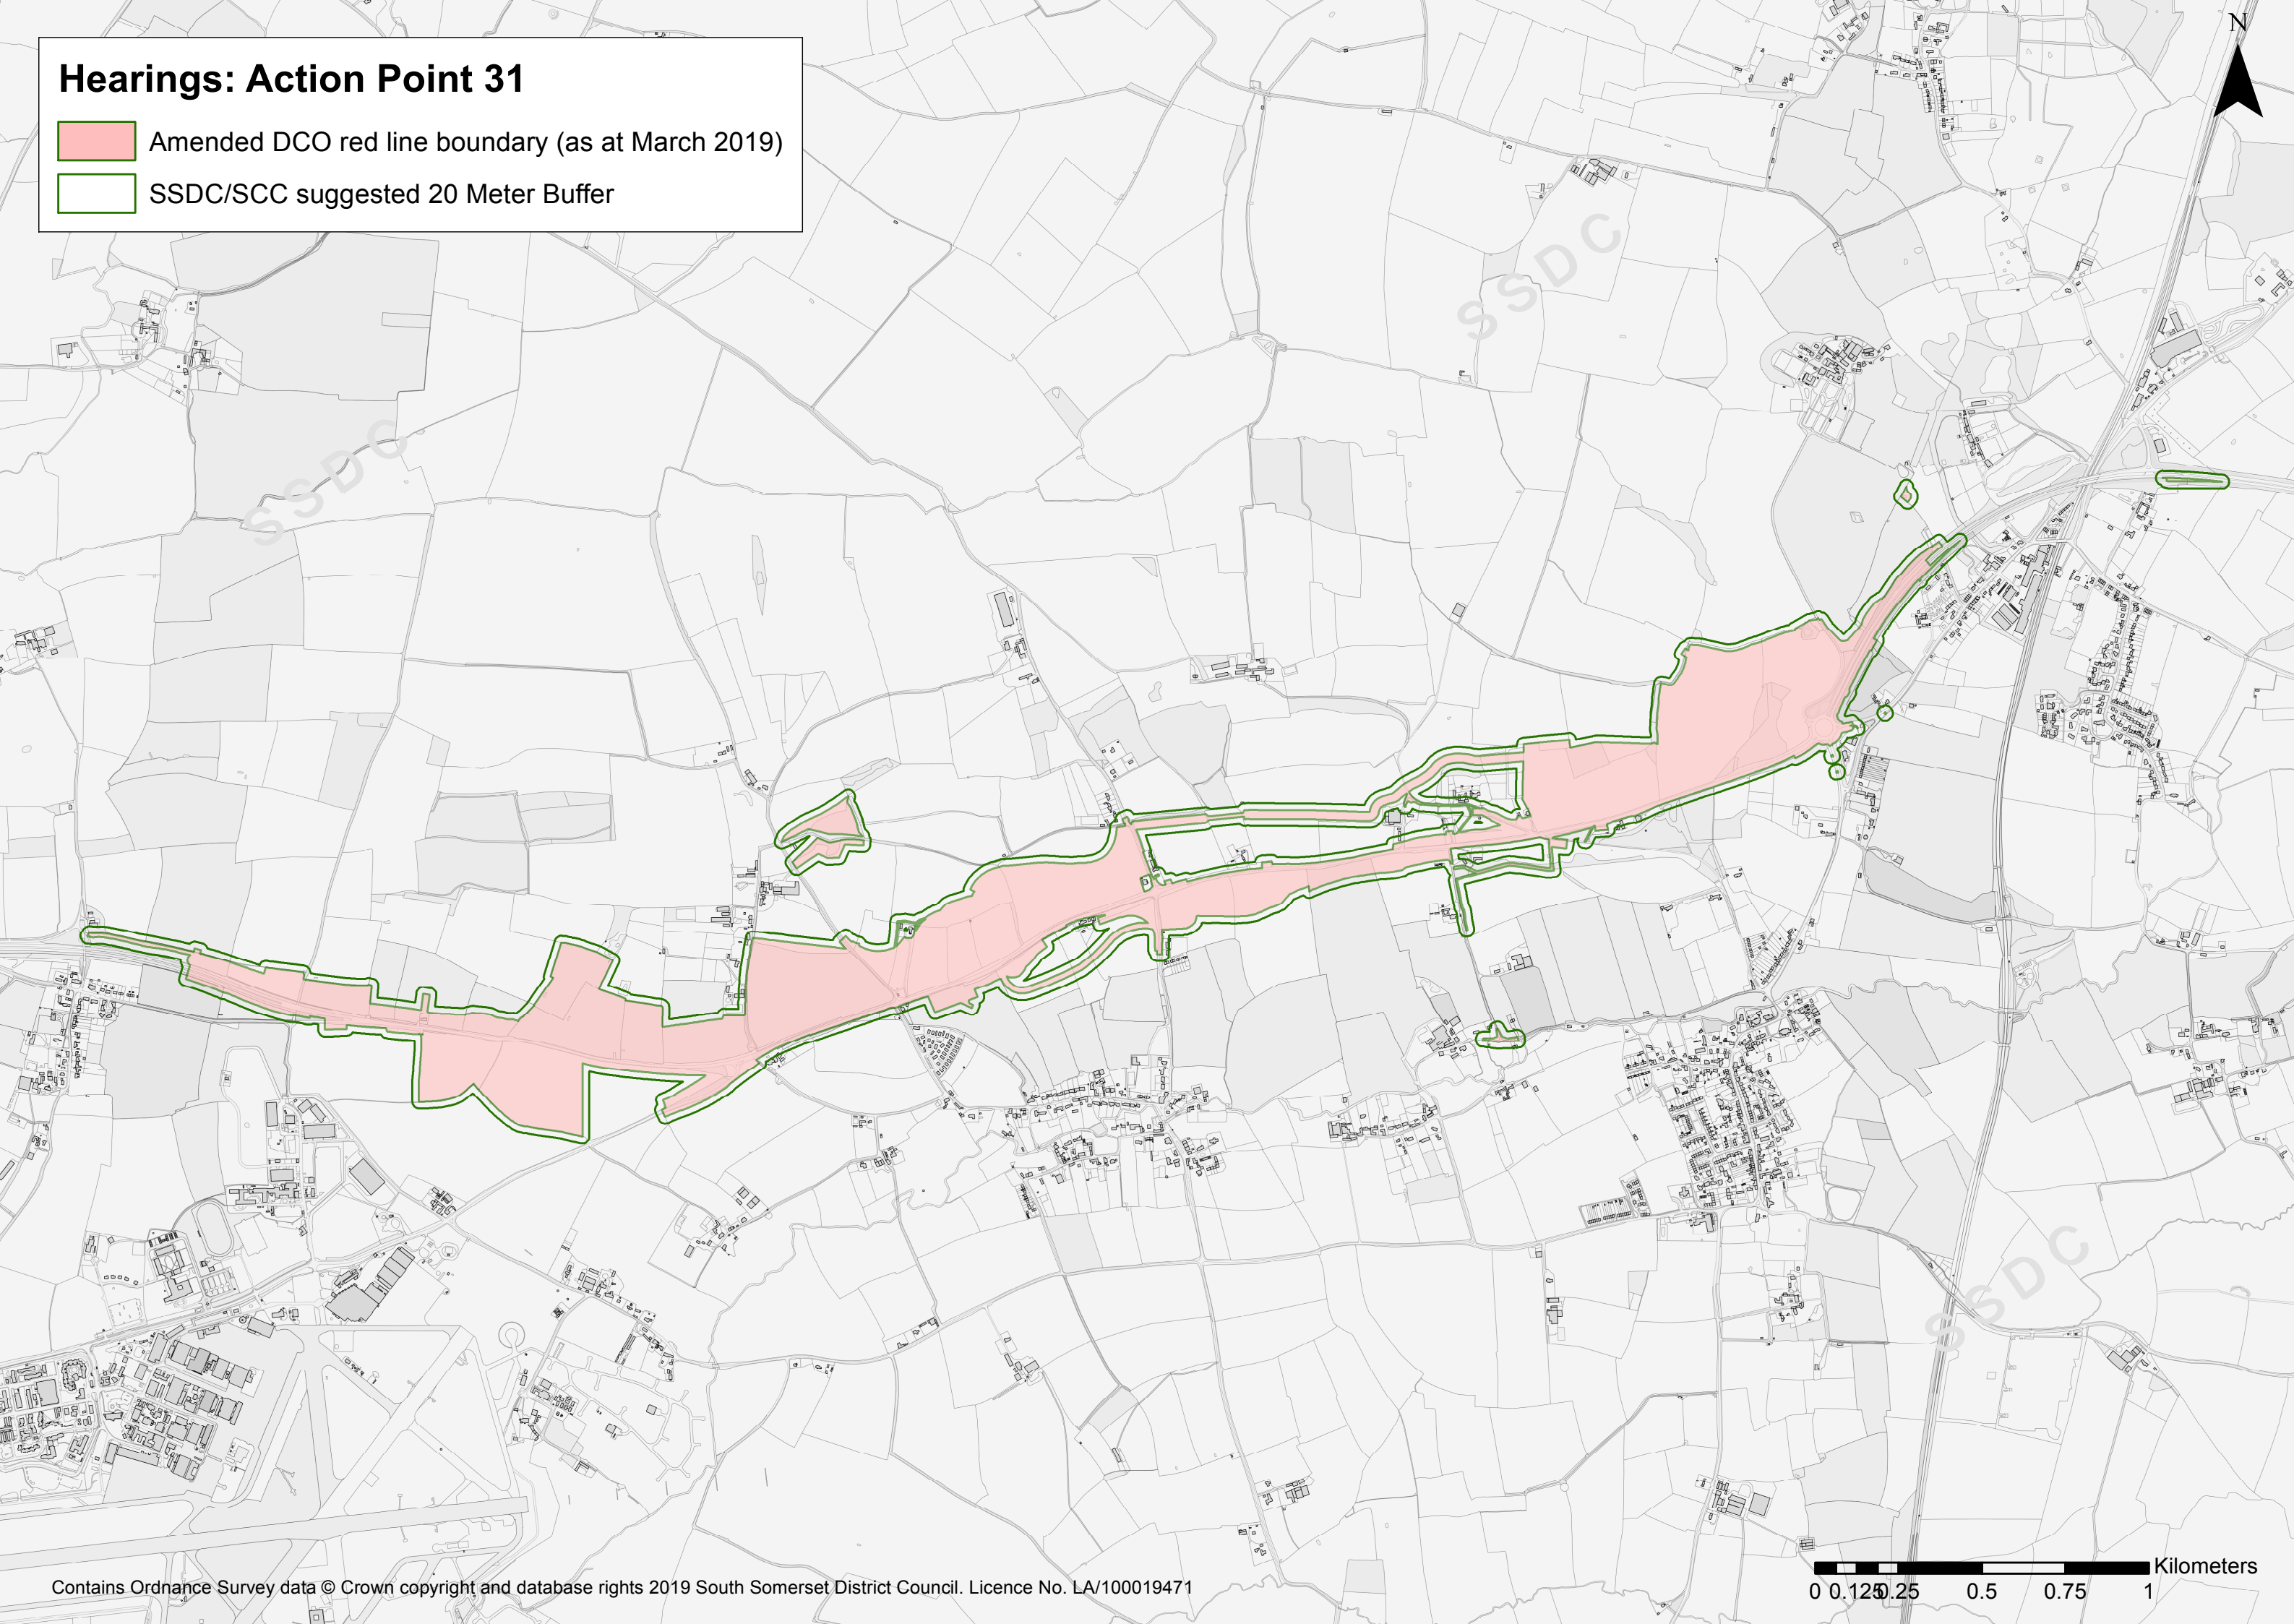 Hearings: Action Point 31
Amended DCO red line boundary (as at March 2019)
SSDC/SCC suggested 20 Meter Buffer
N
SSDC
SSDC
SSDC
Kilometers
0 0.125 0.25 0.5 0.75 1
Contains Ordnance Survey data © Crown copyright and database rights 2019 South Somerset District Council. Licence No. LA/100019471